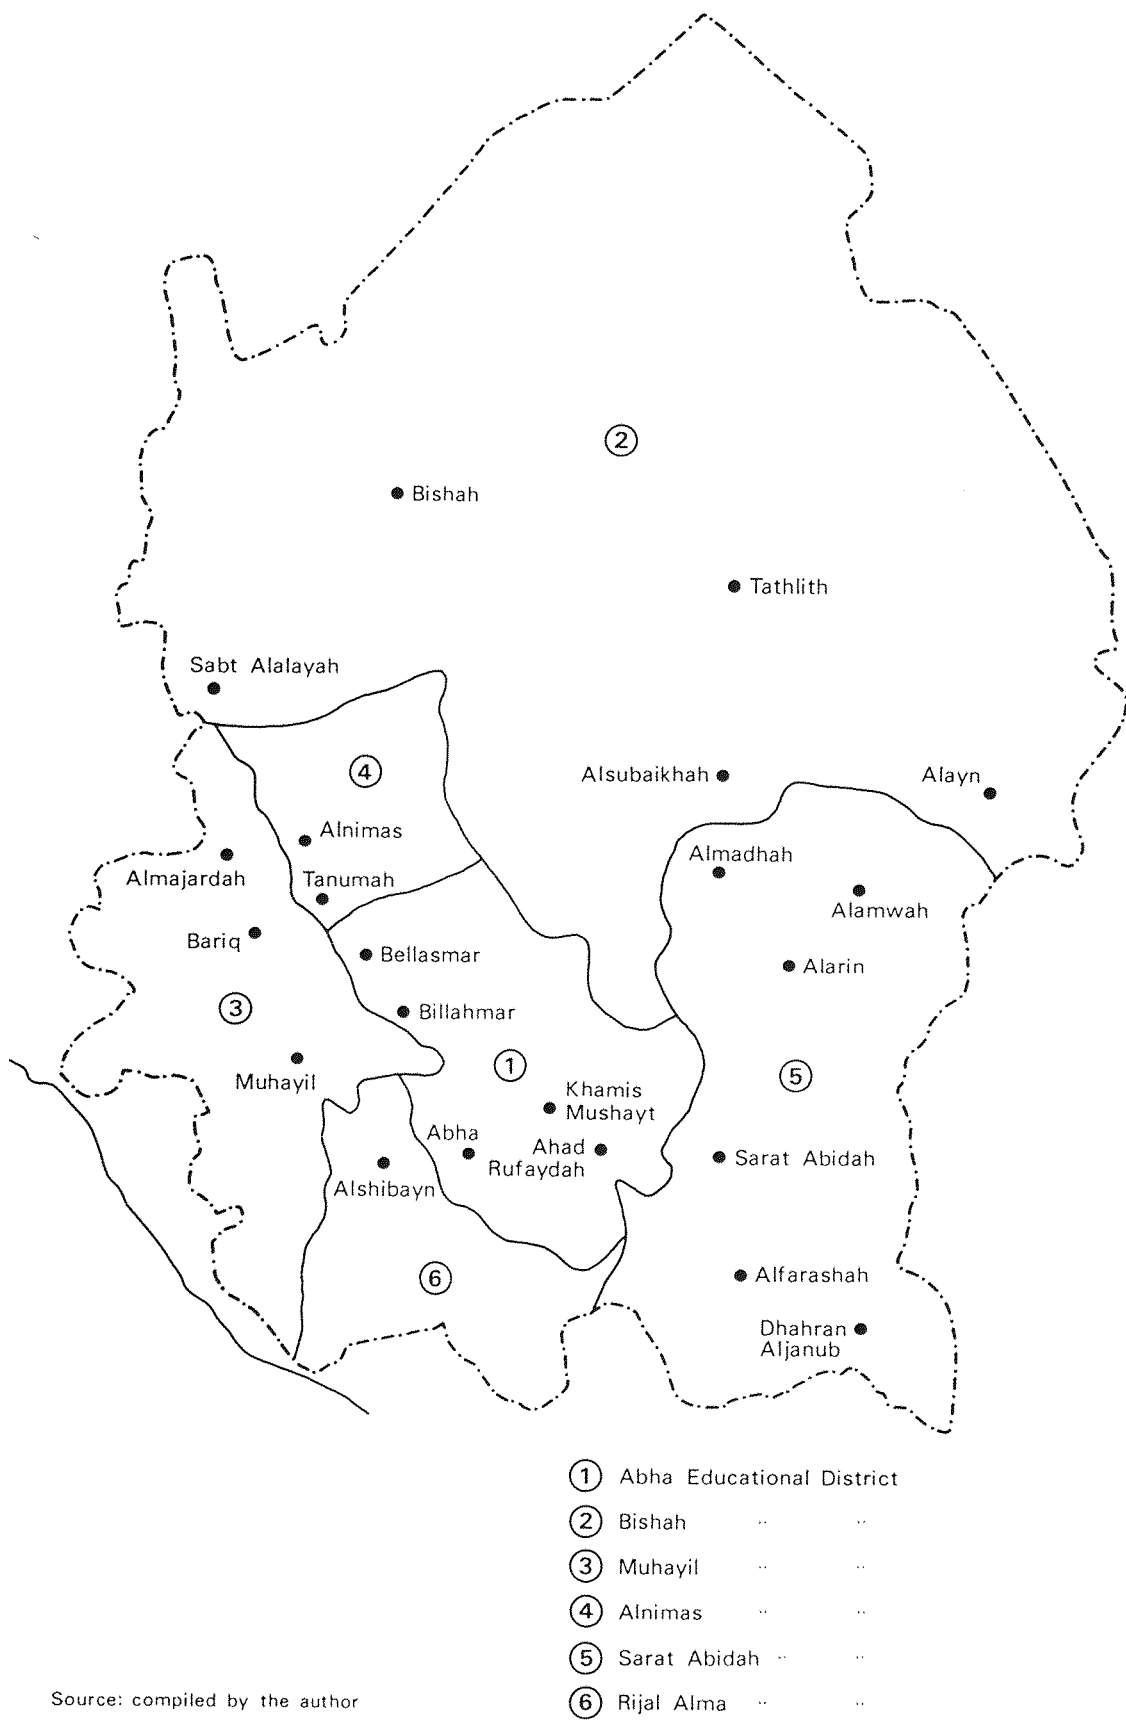 ②
Bishah
Tathlith
Sabt Alalayah
④
Alsubaikhah
Alayn
Alnimas
Almadhah
Almajardah
Tanumah
Alamwah
Bariq
Bellasmar
Alarin
③
Billahmar
①
⑤
Muhayil
Khamis
Mushayt
Abha
Ahad
Rufaydah
Sarat Abidah
Alshibayn
⑥
Alfarashah
Dhahran
Aljanub
① Abha Educational District
② Bishah " "
③ Muhayil " "
④ Alnimas " "
⑤ Sarat Abidah " "
⑥ Rijal Alma " "
Source: compiled by the author